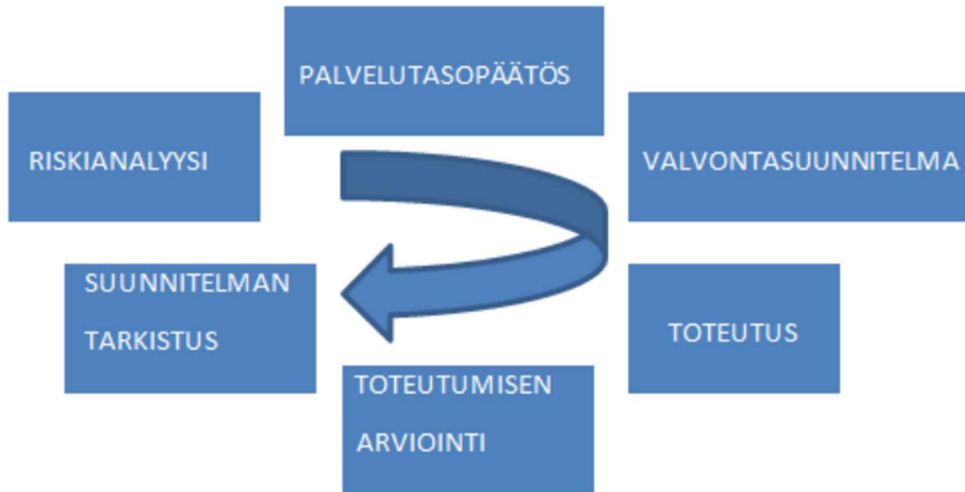 PALVELUTASOPÄÄTÖS
RISKIANALYYSI
VALVONTASUUNNITELMA
SUUNNITELMAN
TARKISTUS
TOTEUTUS
TOTEUTUMISEN
ARVIOINTI